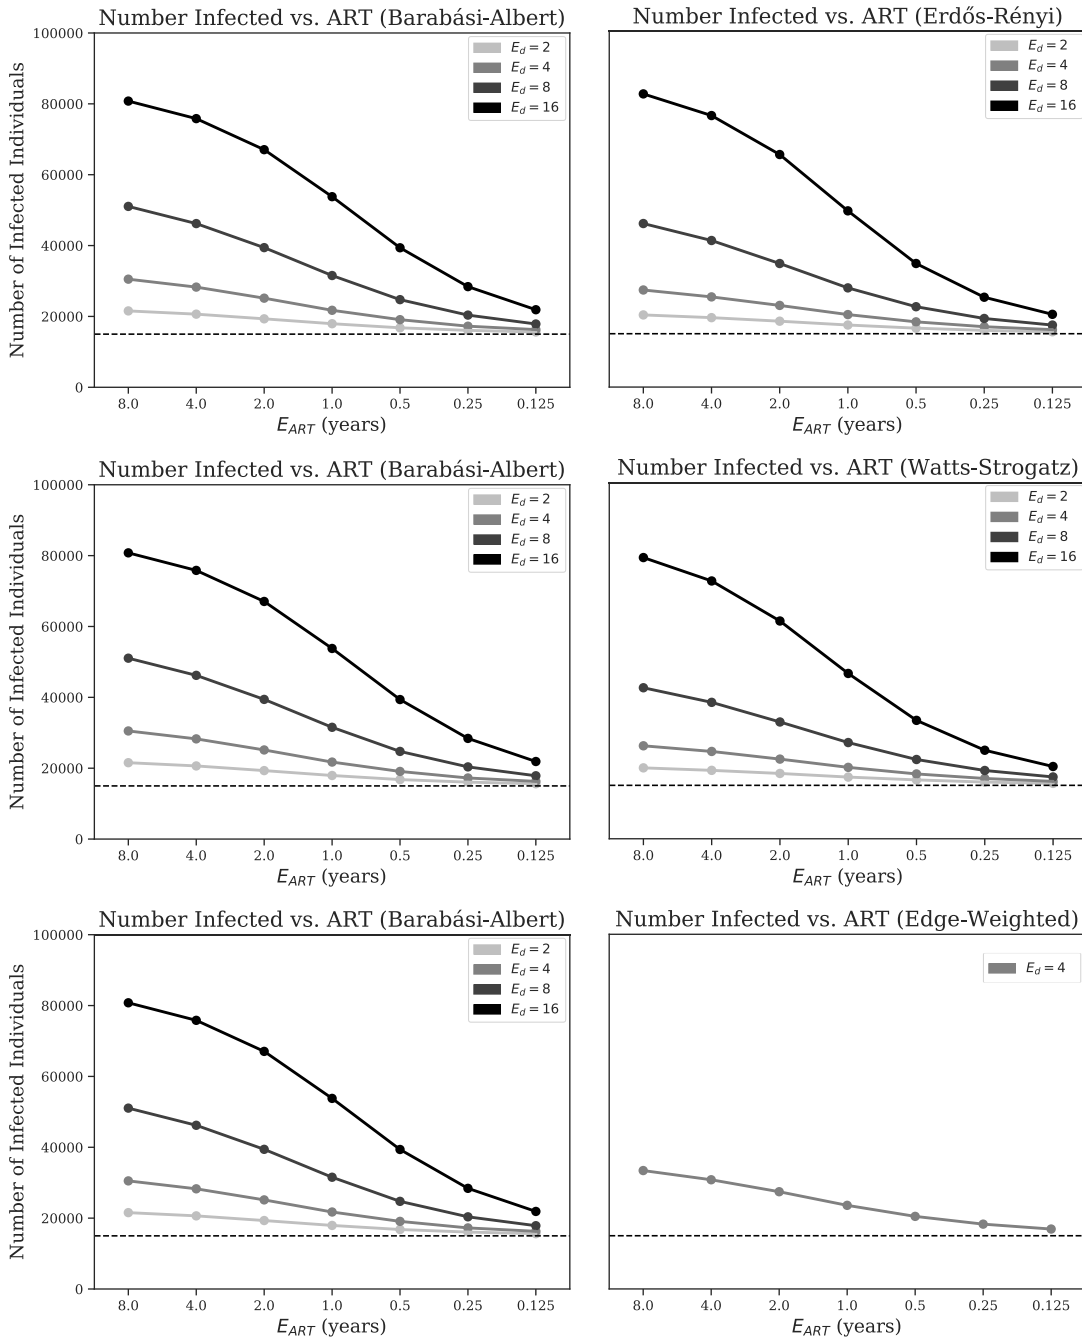 Number Infected vs. ART (Barabási-Albert)
Number of Infected Individuals
100000
80000
60000
40000
20000
0
E_d = 2
E_d = 4
E_d = 8
E_d = 16
8.0 4.0 2.0 1.0 0.5 0.25 0.125
E_ART (years)
Number Infected vs. ART (Erdős-Rényi)
E_d = 2
E_d = 4
E_d = 8
E_d = 16
8.0 4.0 2.0 1.0 0.5 0.25 0.125
E_ART (years)
Number Infected vs. ART (Barabási-Albert)
Number of Infected Individuals
100000
80000
60000
40000
20000
0
E_d = 2
E_d = 4
E_d = 8
E_d = 16
8.0 4.0 2.0 1.0 0.5 0.25 0.125
E_ART (years)
Number Infected vs. ART (Watts-Strogatz)
E_d = 2
E_d = 4
E_d = 8
E_d = 16
8.0 4.0 2.0 1.0 0.5 0.25 0.125
E_ART (years)
Number Infected vs. ART (Barabási-Albert)
Number of Infected Individuals
100000
80000
60000
40000
20000
0
E_d = 2
E_d = 4
E_d = 8
E_d = 16
8.0 4.0 2.0 1.0 0.5 0.25 0.125
E_ART (years)
Number Infected vs. ART (Edge-Weighted)
E_d = 4
8.0 4.0 2.0 1.0 0.5 0.25 0.125
E_ART (years)